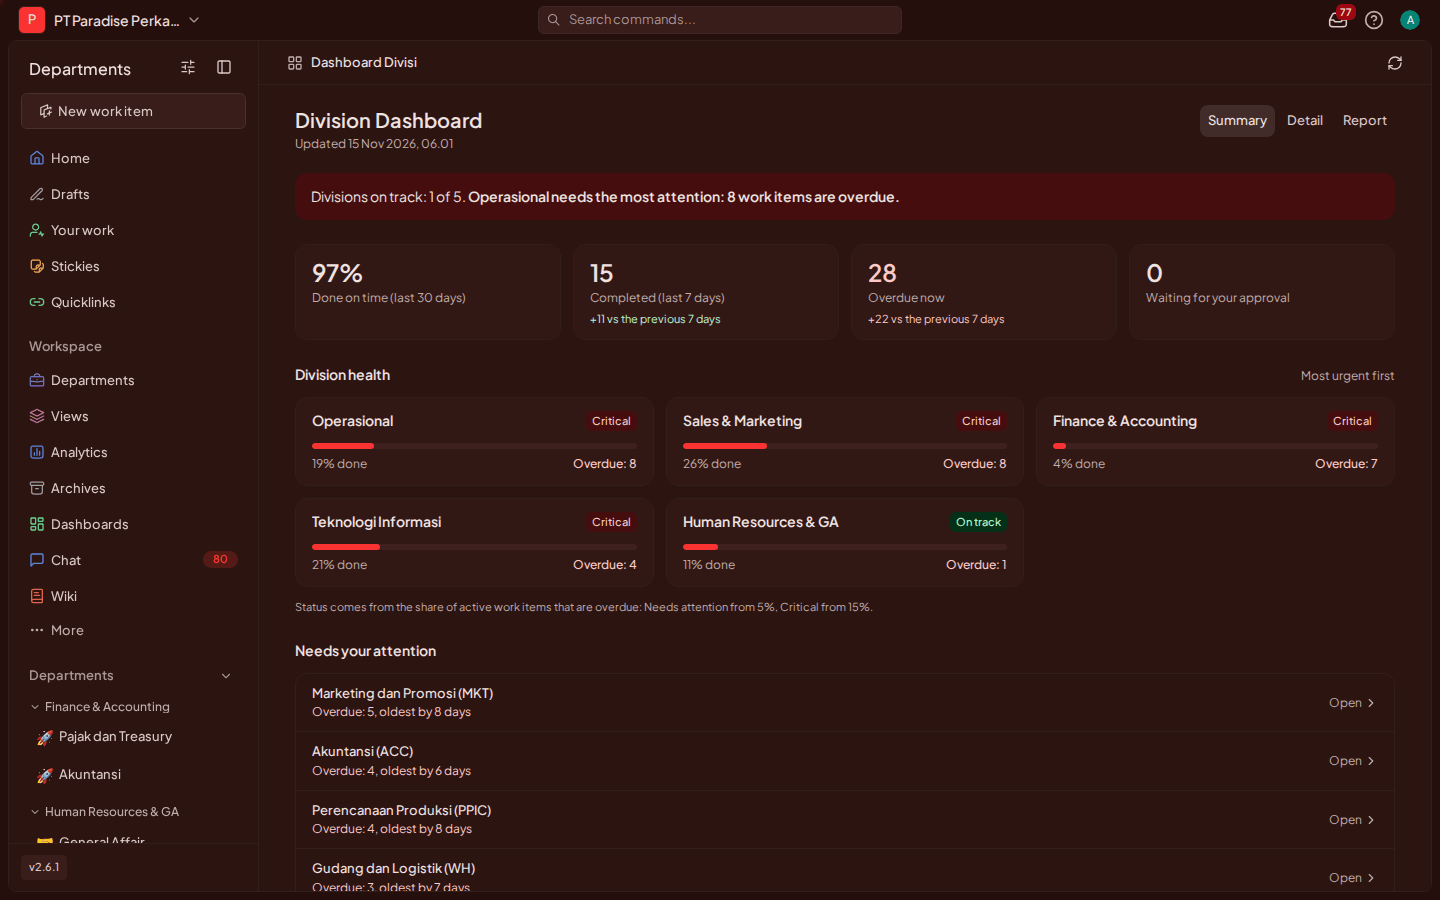 P PT Paradise Perka...
Search commands...
77
A
Departments
New work item
Home
Drafts
Your work
Stickies
Quicklinks
Workspace
Departments
Views
Analytics
Archives
Dashboards
Chat 80
Wiki
More
Departments
Finance & Accounting
Pajak dan Treasury
Akuntansi
Human Resources & GA
General Affair
v2.6.1
Dashboard Divisi
Division Dashboard
Updated 15 Nov 2026, 06.01
Summary Detail Report
Divisions on track: 1 of 5. Operasional needs the most attention: 8 work items are overdue.
97%
Done on time (last 30 days)
15
Completed (last 7 days)
+11 vs the previous 7 days
28
Overdue now
+22 vs the previous 7 days
0
Waiting for your approval
Division health
Most urgent first
Operasional Critical
19% done Overdue: 8
Sales & Marketing Critical
26% done Overdue: 8
Finance & Accounting Critical
4% done Overdue: 7
Teknologi Informasi Critical
21% done Overdue: 4
Human Resources & GA On track
11% done Overdue: 1
Status comes from the share of active work items that are overdue: Needs attention from 5%, Critical from 15%.
Needs your attention
Marketing dan Promosi (MKT)
Overdue: 5, oldest by 8 days
Open
Akuntansi (ACC)
Overdue: 4, oldest by 6 days
Open
Perencanaan Produksi (PPIC)
Overdue: 4, oldest by 8 days
Open
Gudang dan Logistik (WH)
Overdue: 3, oldest by 7 days
Open